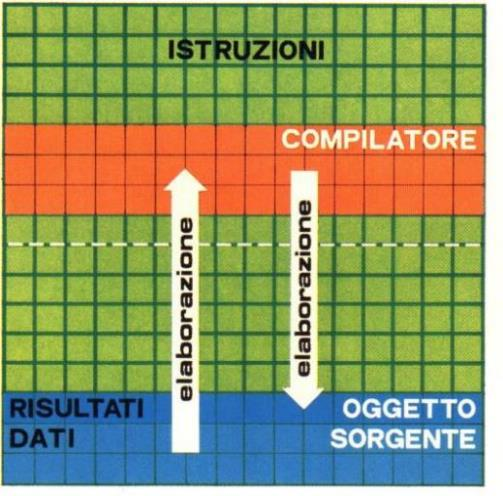 ISTRUZIONI
COMPILATORE
elaborazione
elaborazione
RISULTATI
DATI
OGGETTO
SORGENTE